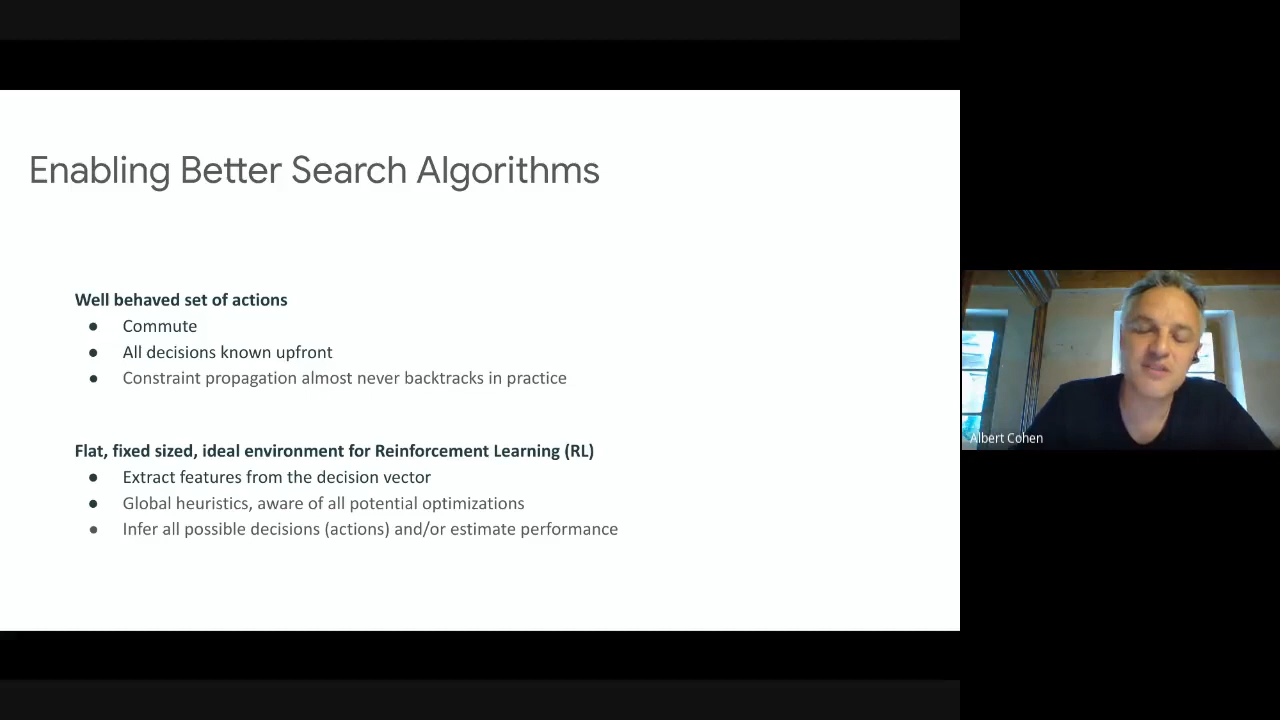 Enabling Better Search Algorithms
Well behaved set of actions
● Commute
● All decisions known upfront
● Constraint propagation almost never backtracks in practice
Flat, fixed sized, ideal environment for Reinforcement Learning (RL)
● Extract features from the decision vector
● Global heuristics, aware of all potential optimizations
● Infer all possible decisions (actions) and/or estimate performance
Albert Cohen